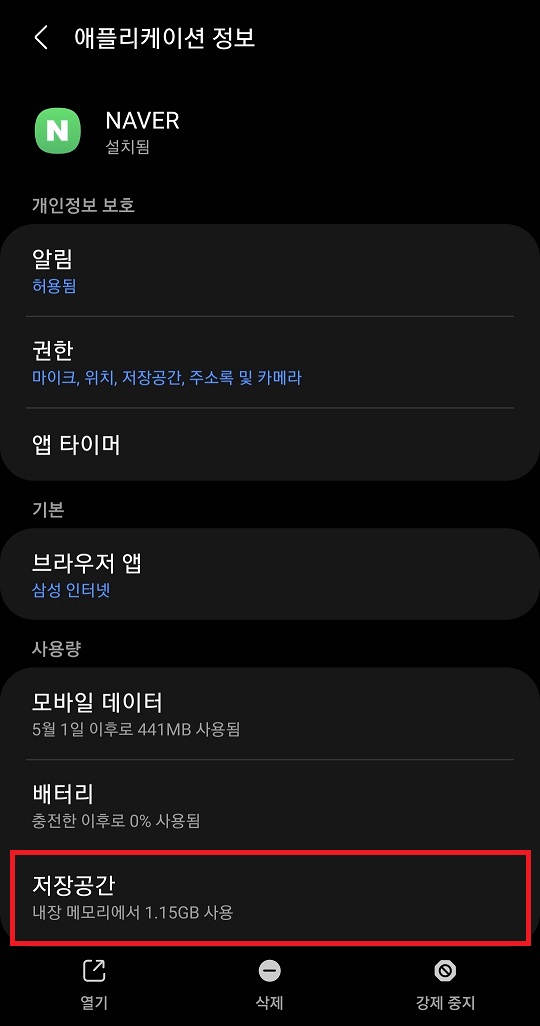 애플리케이션 정보
N
NAVER
설치됨
개인정보 보호
알림
허용됨
권한
마이크, 위치, 저장공간, 주소록 및 카메라
앱 타이머
기본
브라우저 앱
삼성 인터넷
사용량
모바일 데이터
5월 1일 이후로 441MB 사용됨
배터리
충전한 이후로 0% 사용됨
저장공간
내장 메모리에서 1.15GB 사용
열기
삭제
강제 중지